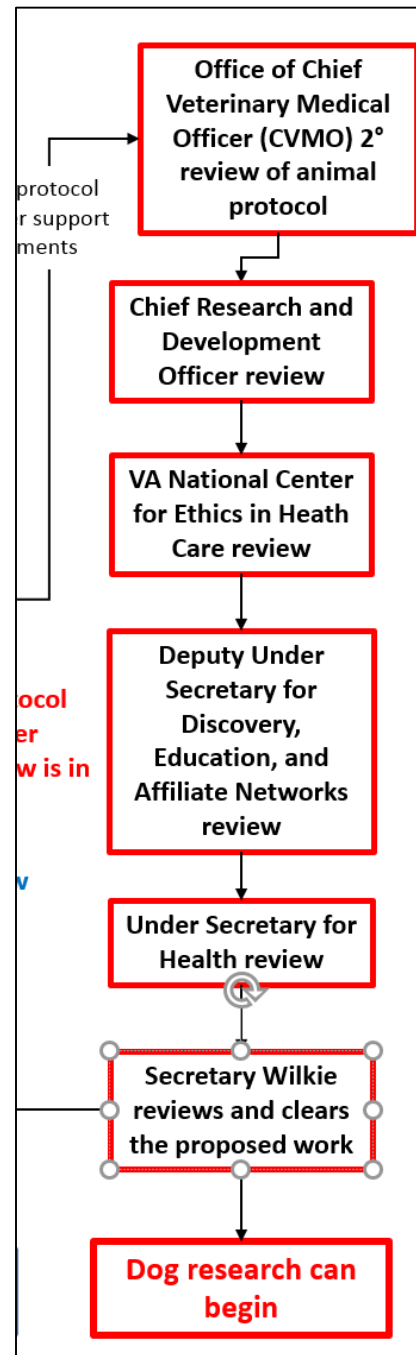 Office of Chief
Veterinary Medical
Officer (CVMO) 2°
review of animal
protocol
protocol
r support
ments
Chief Research and
Development
Officer review
VA National Center
for Ethics in Heath
Care review
Deputy Under
Secretary for
Discovery,
Education, and
Affiliate Networks
review
ocol
er
w is in
Under Secretary for
Health review
Secretary Wilkie
reviews and clears
the proposed work
Dog research can
begin